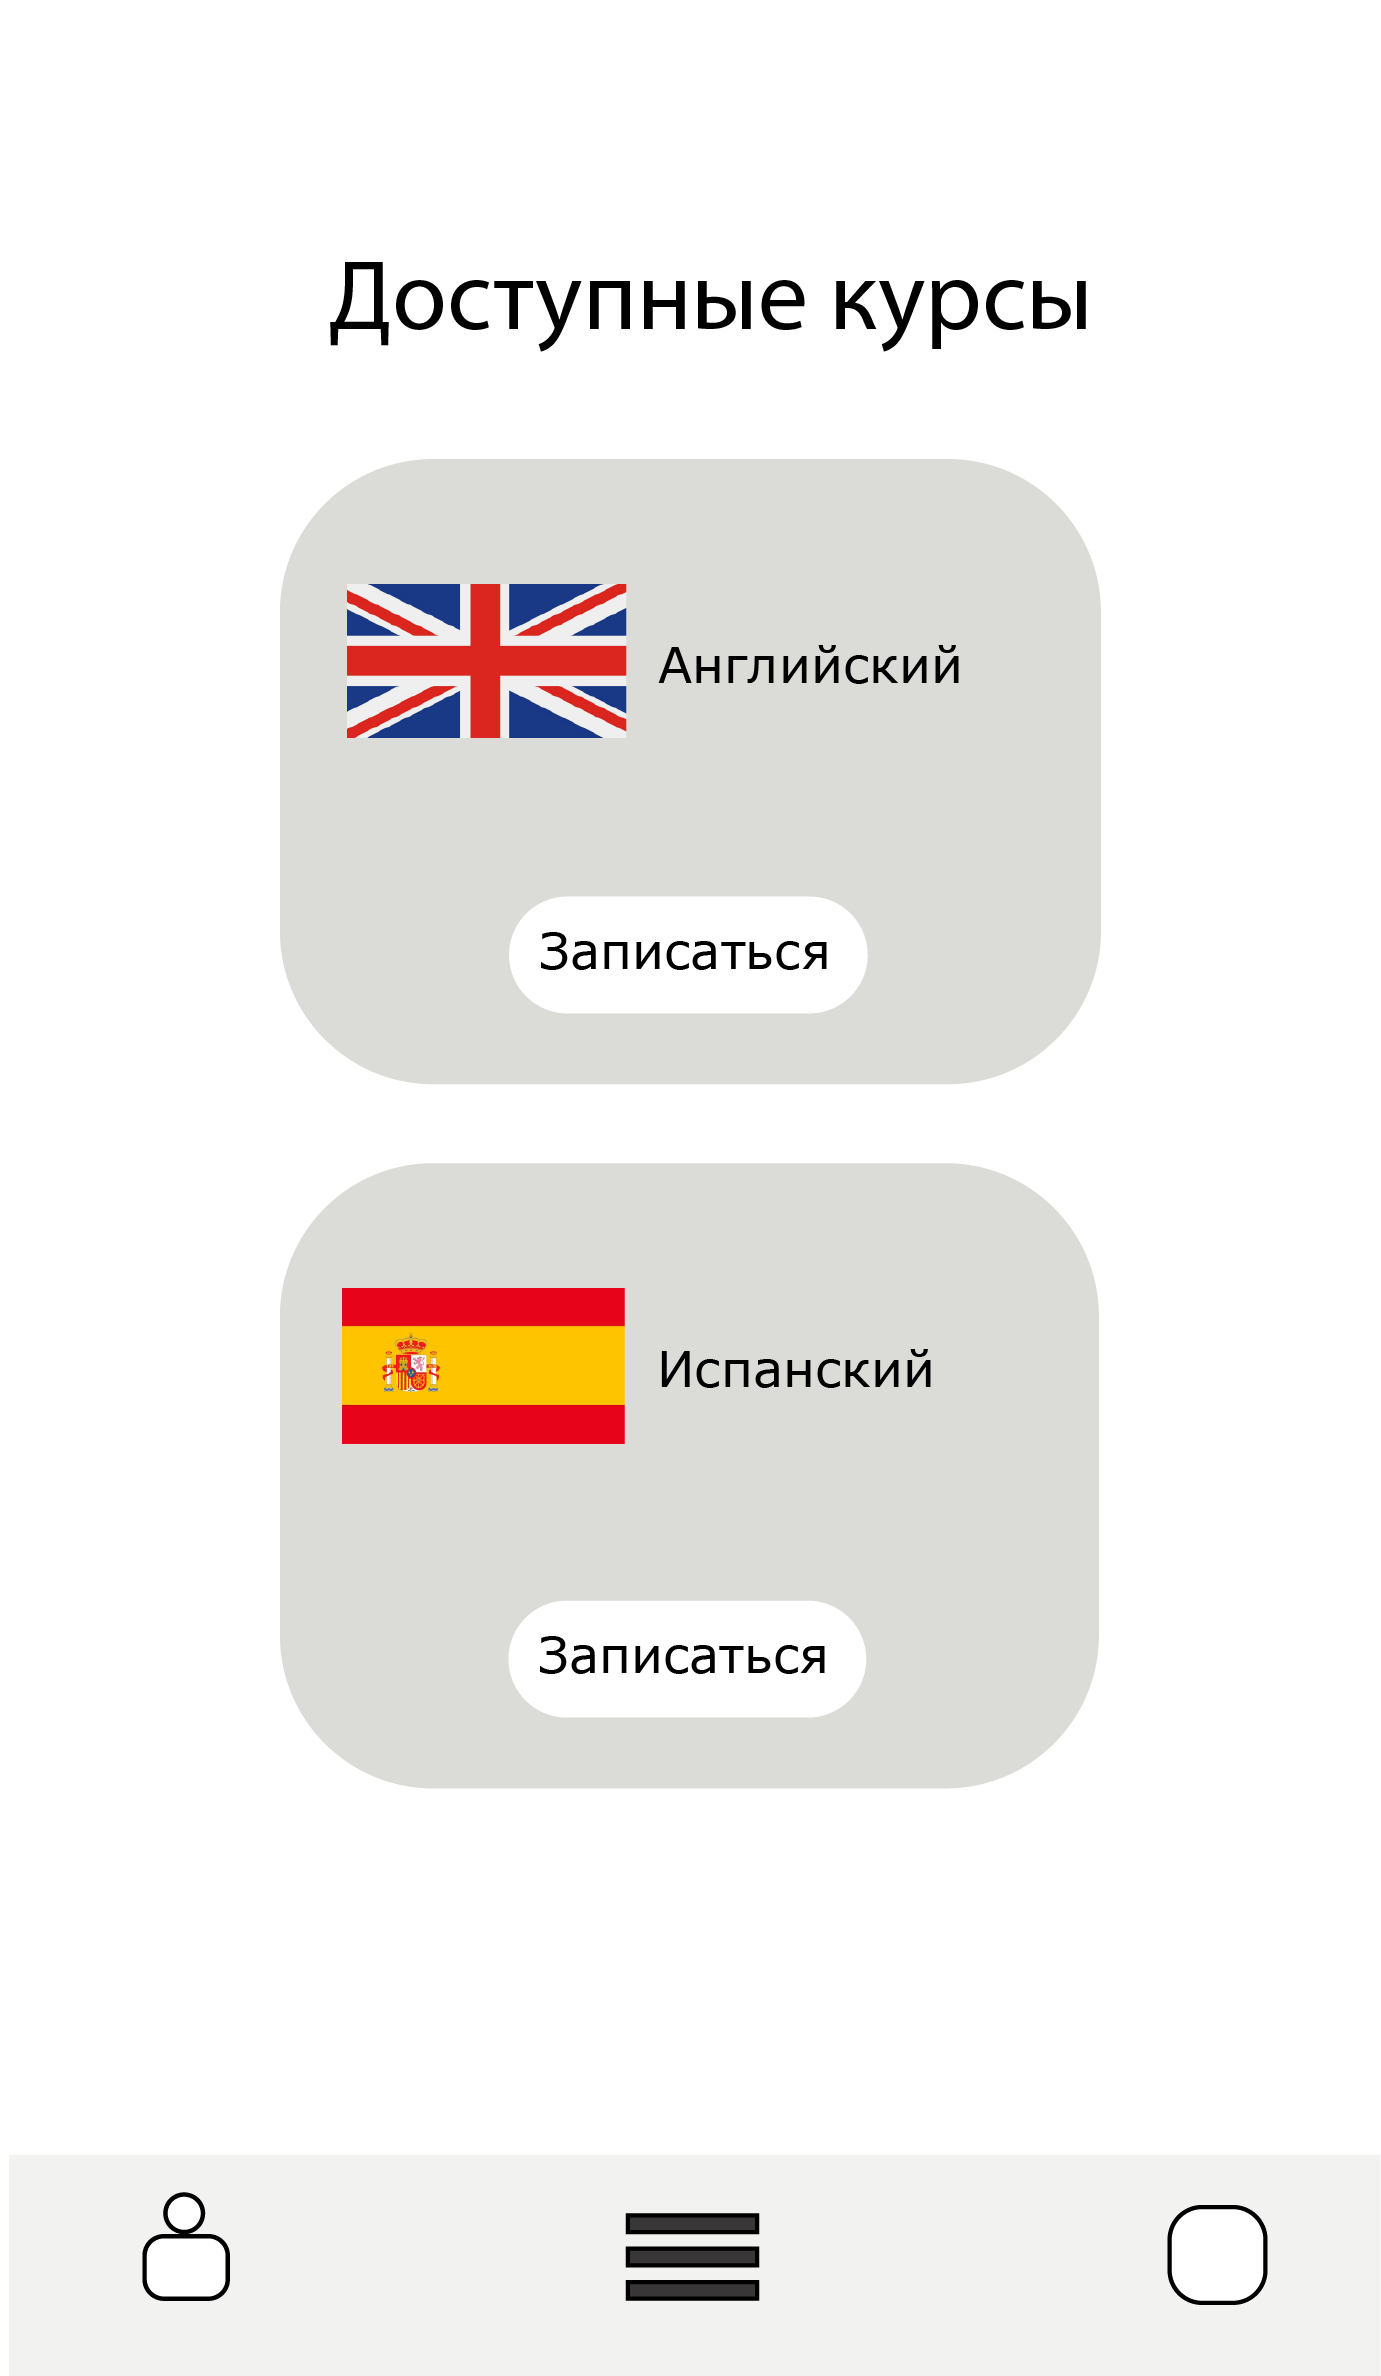 Доступные курсы
Английский
Записаться
Испанский
Записаться